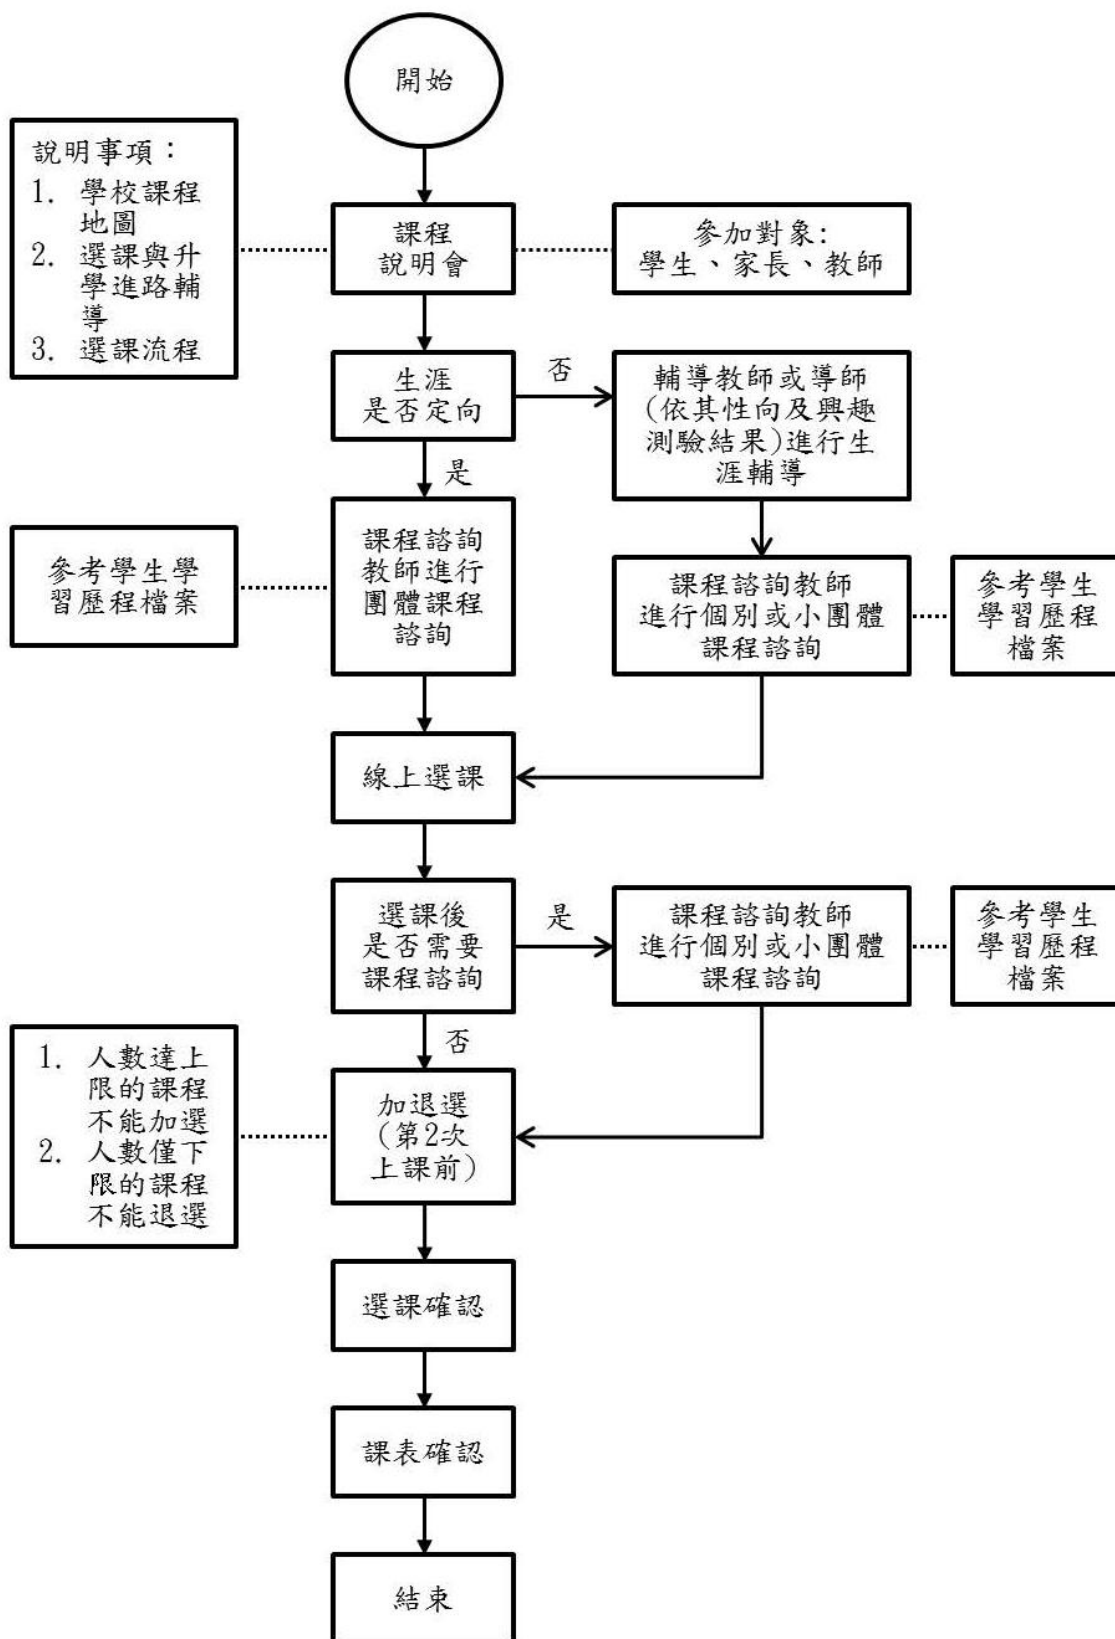 開始
說明事項：
1. 學校課程
地圖
2. 選課與升
學進路輔
導
3. 選課流程
課程
說明會
參加對象:
學生、家長、教師
生涯
是否定向
否
輔導教師或導師
(依其性向及興趣
測驗結果)進行生
涯輔導
是
參考學生學
習歷程檔案
課程諮詢
教師進行
團體課程
諮詢
課程諮詢教師
進行個別或小團體
課程諮詢
參考學生
學習歷程
檔案
線上選課
選課後
是否需要
課程諮詢
是
課程諮詢教師
進行個別或小團體
課程諮詢
參考學生
學習歷程
檔案
否
1. 人數達上
限的課程
不能加選
2. 人數僅下
限的課程
不能退選
加退選
(第2次
上課前)
選課確認
課表確認
結束